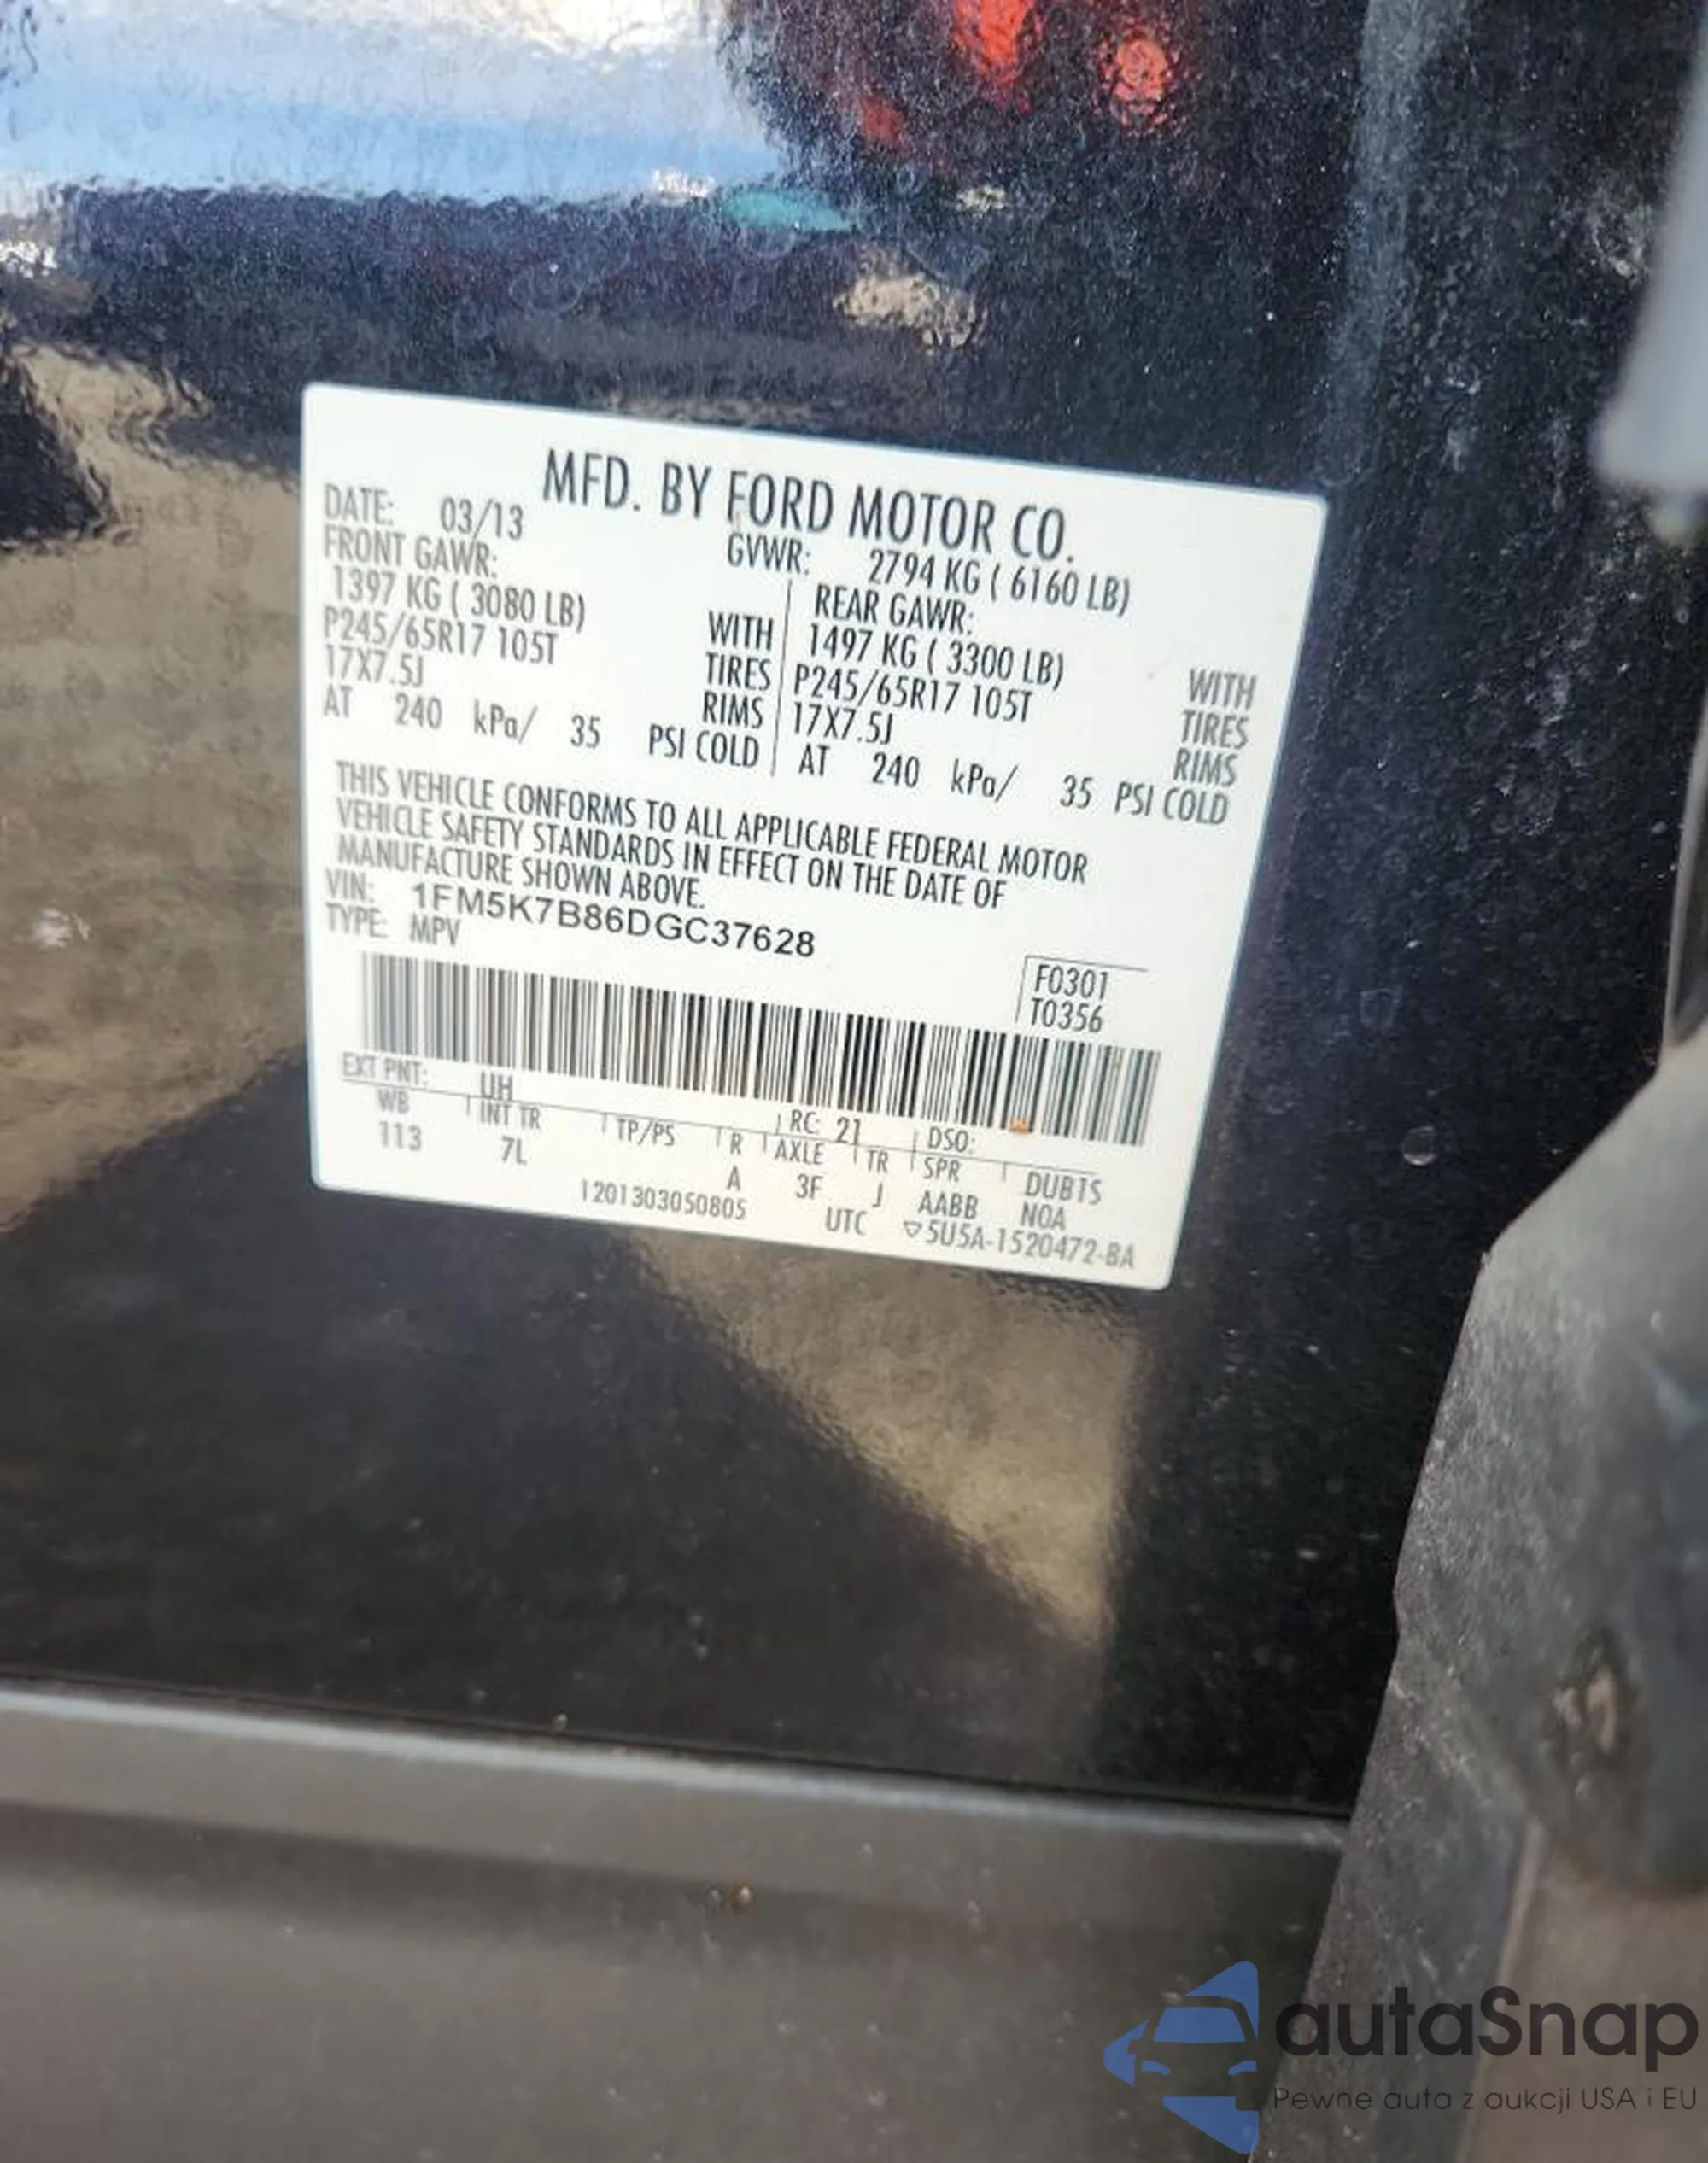 MFD. BY FORD MOTOR CO.
DATE: 03/13
GVWR: 2794 KG ( 6160 LB)
FRONT GAWR:
1397 KG ( 3080 LB) WITH
P245/65R17 105T TIRES
17X7.5J RIMS
AT 240 kPa/ 35 PSI COLD
REAR GAWR:
1497 KG ( 3300 LB) WITH
P245/65R17 105T TIRES
17X7.5J RIMS
AT 240 kPa/ 35 PSI COLD
THIS VEHICLE CONFORMS TO ALL APPLICABLE FEDERAL MOTOR
VEHICLE SAFETY STANDARDS IN EFFECT ON THE DATE OF
MANUFACTURE SHOWN ABOVE.
VIN: 1FM5K7B86DGC37628
TYPE: MPV
F0301
T0356
EXT PNT: UH RC: 21 DSO:
WB INT TR TP/PS R AXLE TR SPR DUBTS
113 7L A 3F J AABB NOA
1201303050805 UTC ▽5U5A-1520472-BA
autaSnap
Pewne auta z aukcji USA i EU